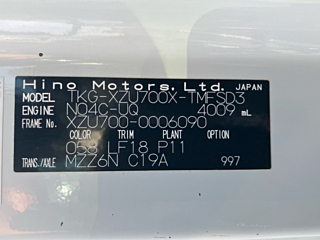 Hino Motors, Ltd. JAPAN
MODEL TKG-XZU700X-TMFSD3
ENGINE NO4C-UQ 4009 mL
FRAME No. XZU700-0006090
COLOR TRIM PLANT OPTION
058 LF18 P11
TRANS./AXLE MZZ6N C19A 997